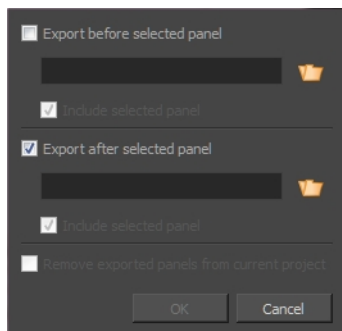 Export before selected panel
Include selected panel
Export after selected panel
Include selected panel
Remove exported panels from current project
OK
Cancel